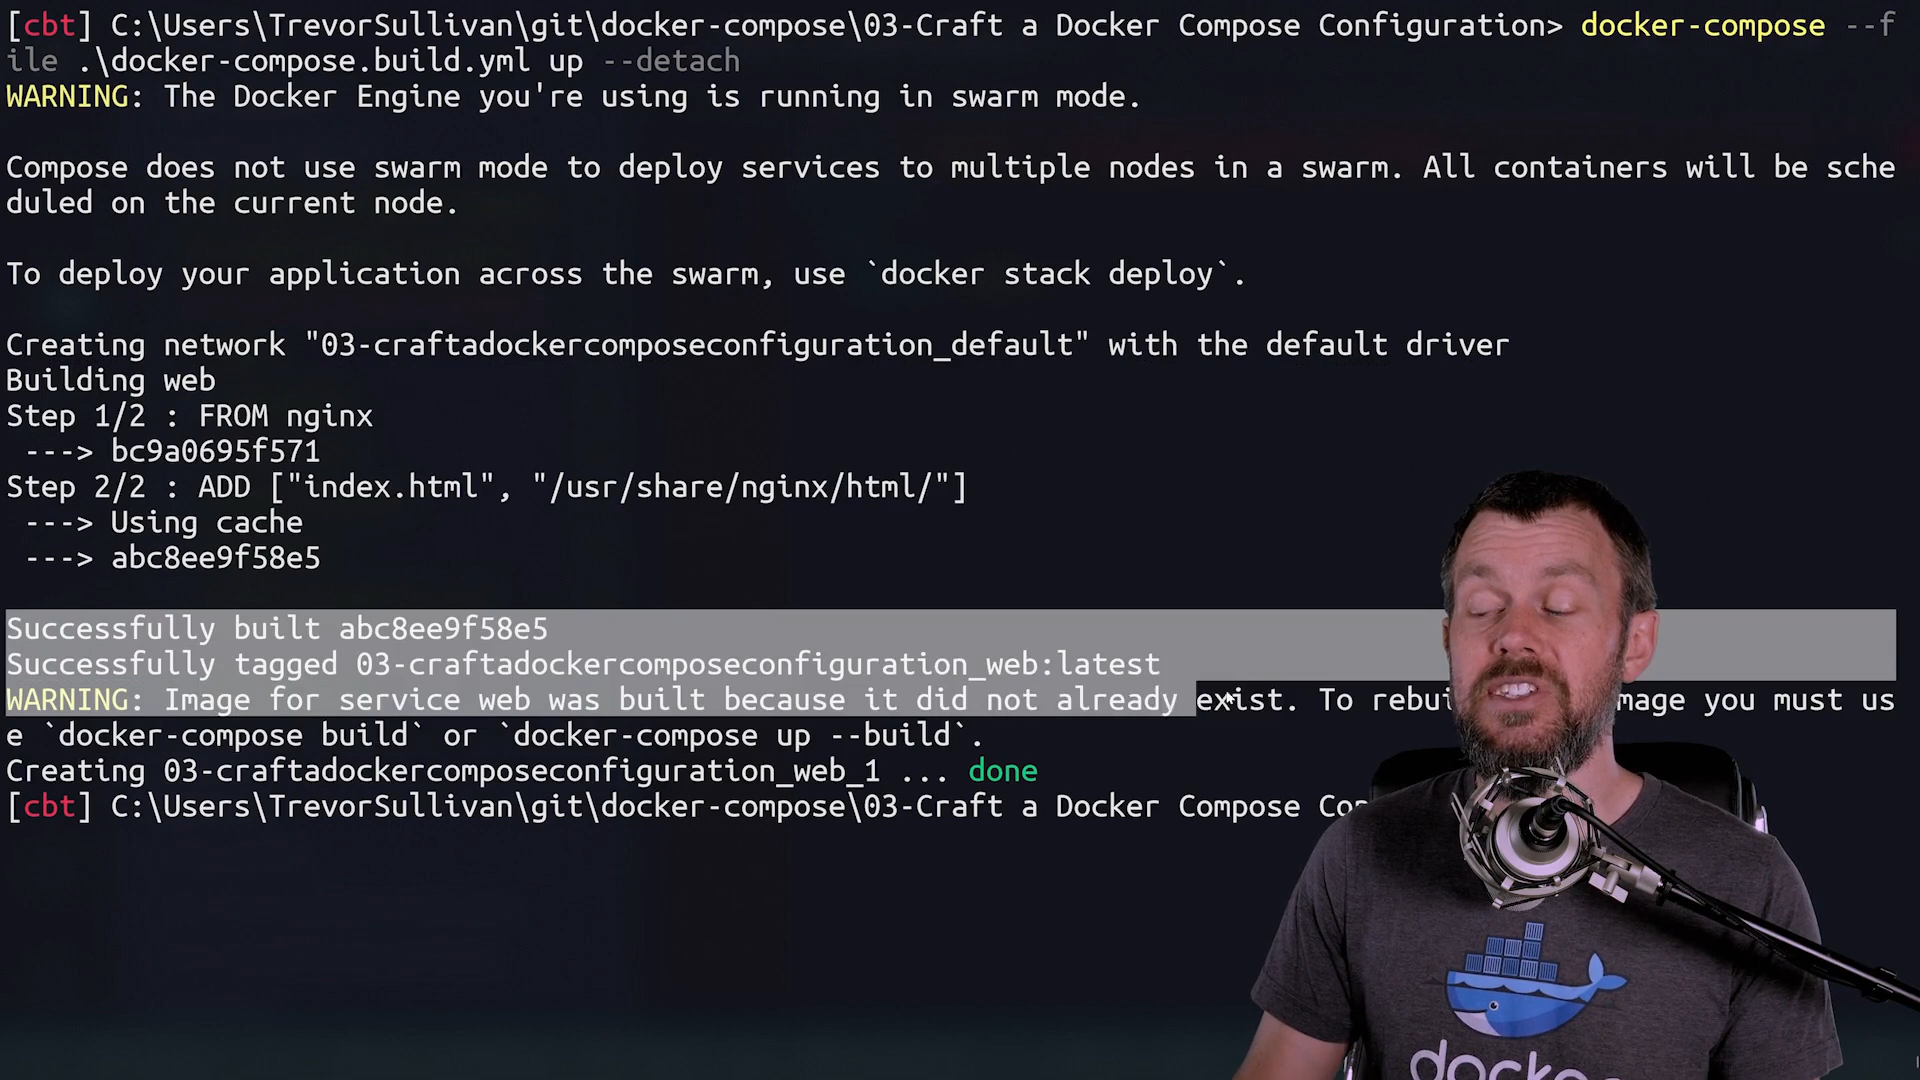 [cbt] C:\Users\TrevorSullivan\git\docker-compose\03-Craft a Docker Compose Configuration> docker-compose --f
ile .\docker-compose.build.yml up --detach
WARNING: The Docker Engine you're using is running in swarm mode.
Compose does not use swarm mode to deploy services to multiple nodes in a swarm. All containers will be sche
duled on the current node.
To deploy your application across the swarm, use `docker stack deploy`.
Creating network "03-craftadockercomposeconfiguration_default" with the default driver
Building web
Step 1/2 : FROM nginx
---> bc9a0695f571
Step 2/2 : ADD ["index.html", "/usr/share/nginx/html/"]
---> Using cache
---> abc8ee9f58e5
Successfully built abc8ee9f58e5
Successfully tagged 03-craftadockercomposeconfiguration_web:latest
WARNING: Image for service web was built because it did not already exist. To rebui mage you must us
e `docker-compose build` or `docker-compose up --build`.
Creating 03-craftadockercomposeconfiguration_web_1 ... done
[cbt] C:\Users\TrevorSullivan\git\docker-compose\03-Craft a Docker Compose Con
docke